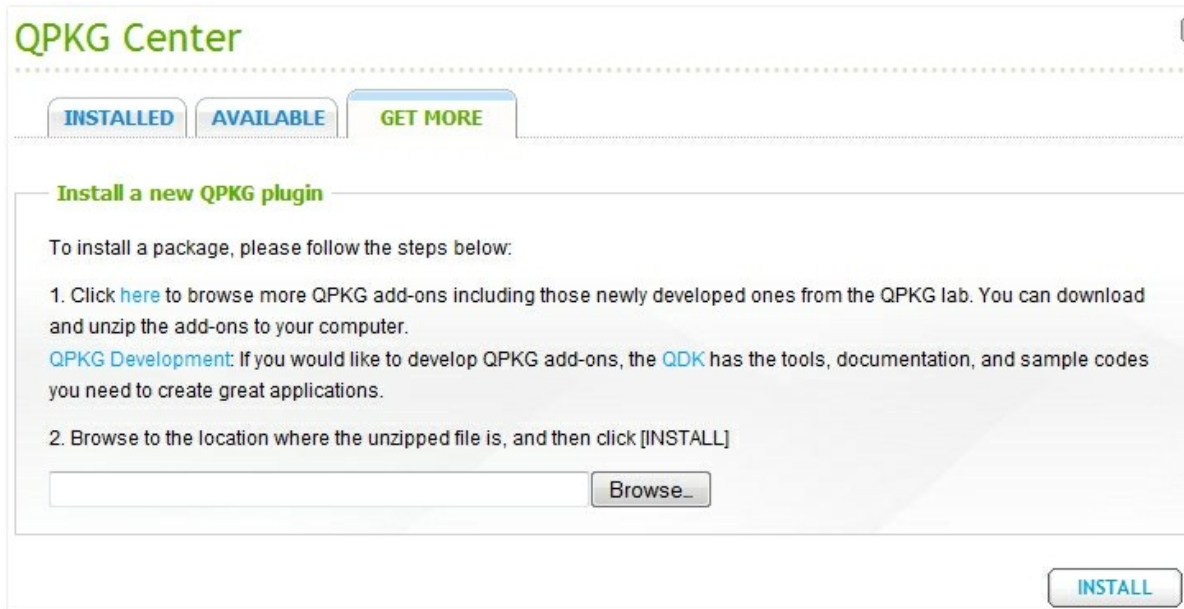 QPKG Center
INSTALLED AVAILABLE GET MORE
Install a new QPKG plugin
To install a package, please follow the steps below:
1. Click here to browse more QPKG add-ons including those newly developed ones from the QPKG lab. You can download
and unzip the add-ons to your computer.
QPKG Development: If you would like to develop QPKG add-ons, the QDK has the tools, documentation, and sample codes
you need to create great applications.
2. Browse to the location where the unzipped file is, and then click [INSTALL]
Browse...
INSTALL